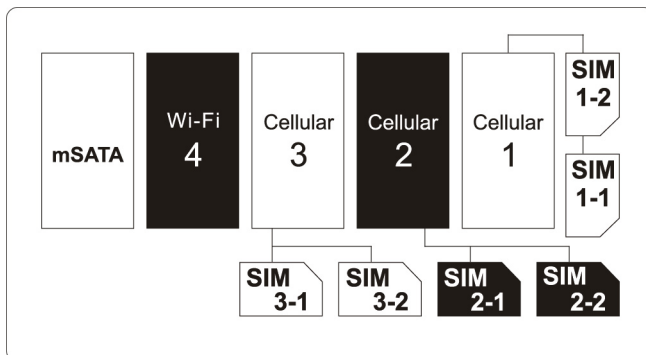 mSATA
Wi-Fi
4
Cellular
3
Cellular
2
Cellular
1
SIM
1-2
SIM
1-1
SIM
3-1
SIM
3-2
SIM
2-1
SIM
2-2